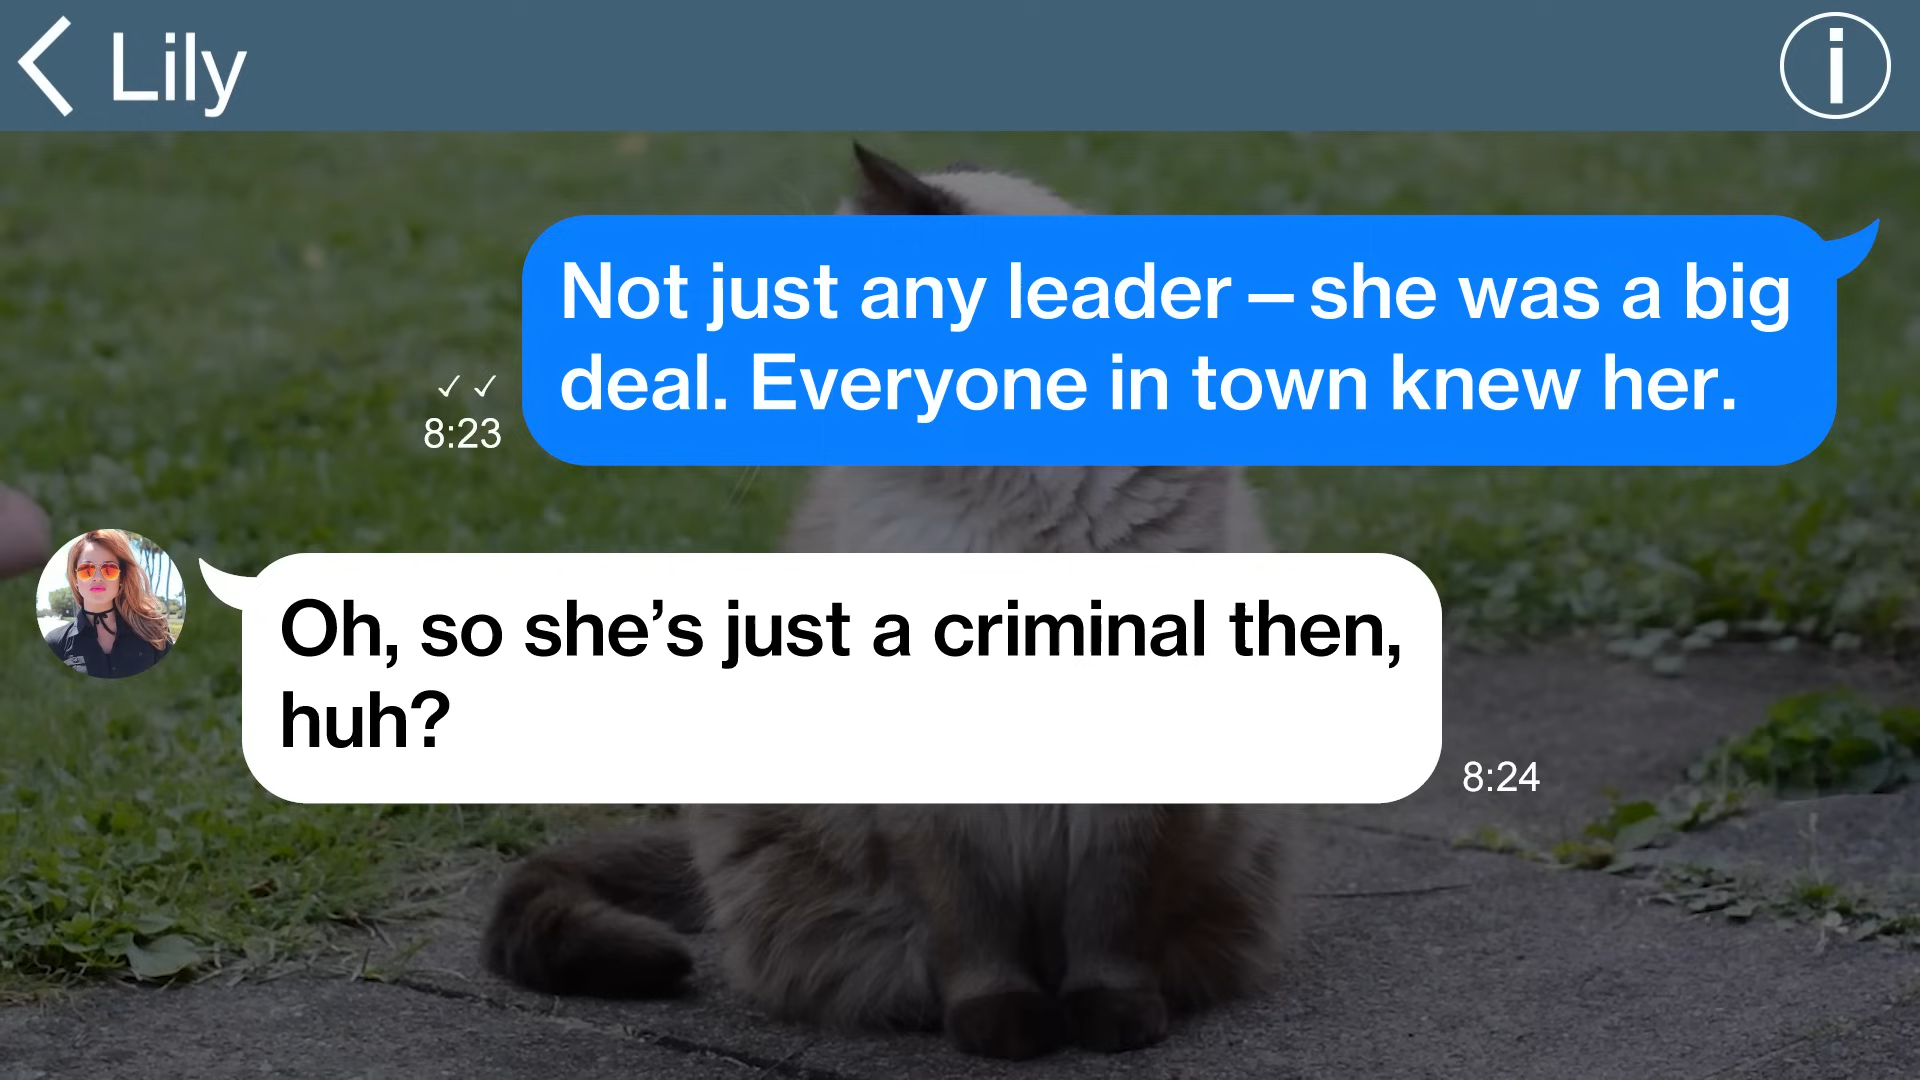 Lily
Not just any leader – she was a big
deal. Everyone in town knew her.
✓ ✓
8:23
Oh, so she’s just a criminal then,
huh?
8:24